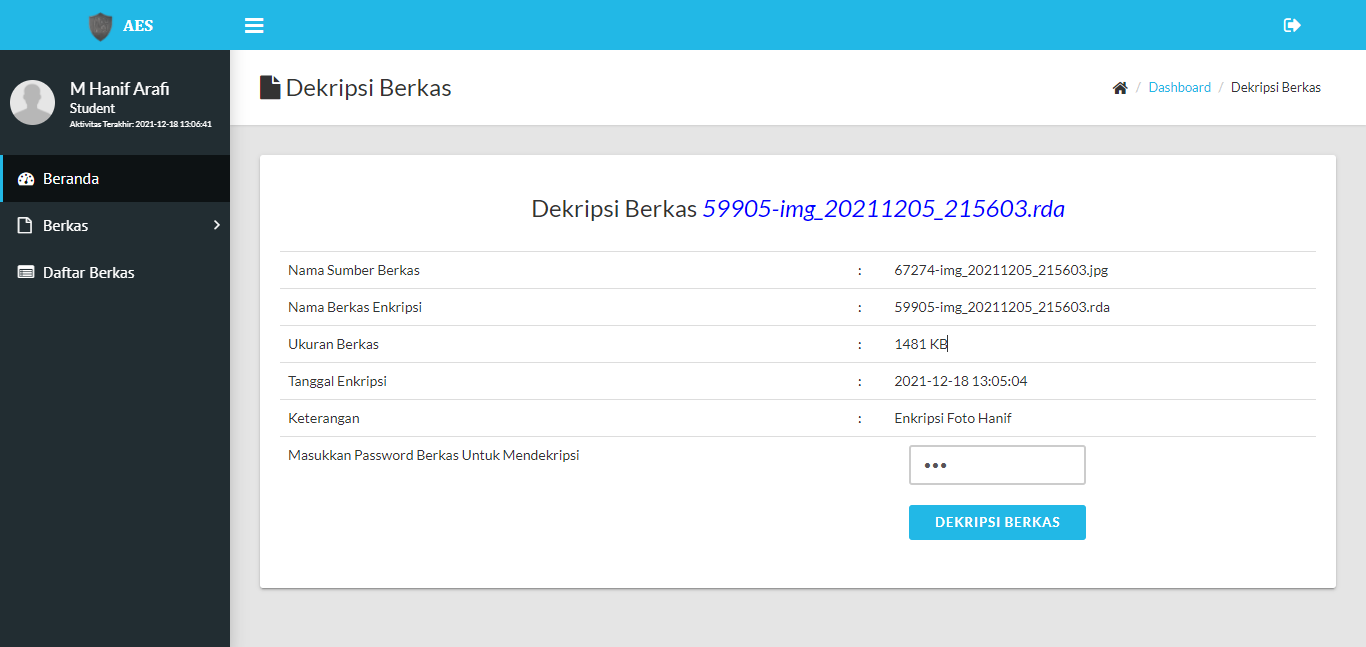 AES
M Hanif Arafi
Student
Aktivitas Terakhir: 2021-12-18 13:06:41
Beranda
Berkas
Daftar Berkas
Dekripsi Berkas
/ Dashboard / Dekripsi Berkas
Dekripsi Berkas 59905-img_20211205_215603.rda
Nama Sumber Berkas : 67274-img_20211205_215603.jpg
Nama Berkas Enkripsi : 59905-img_20211205_215603.rda
Ukuran Berkas : 1481 KB
Tanggal Enkripsi : 2021-12-18 13:05:04
Keterangan : Enkripsi Foto Hanif
Masukkan Password Berkas Untuk Mendekripsi •••
DEKRIPSI BERKAS